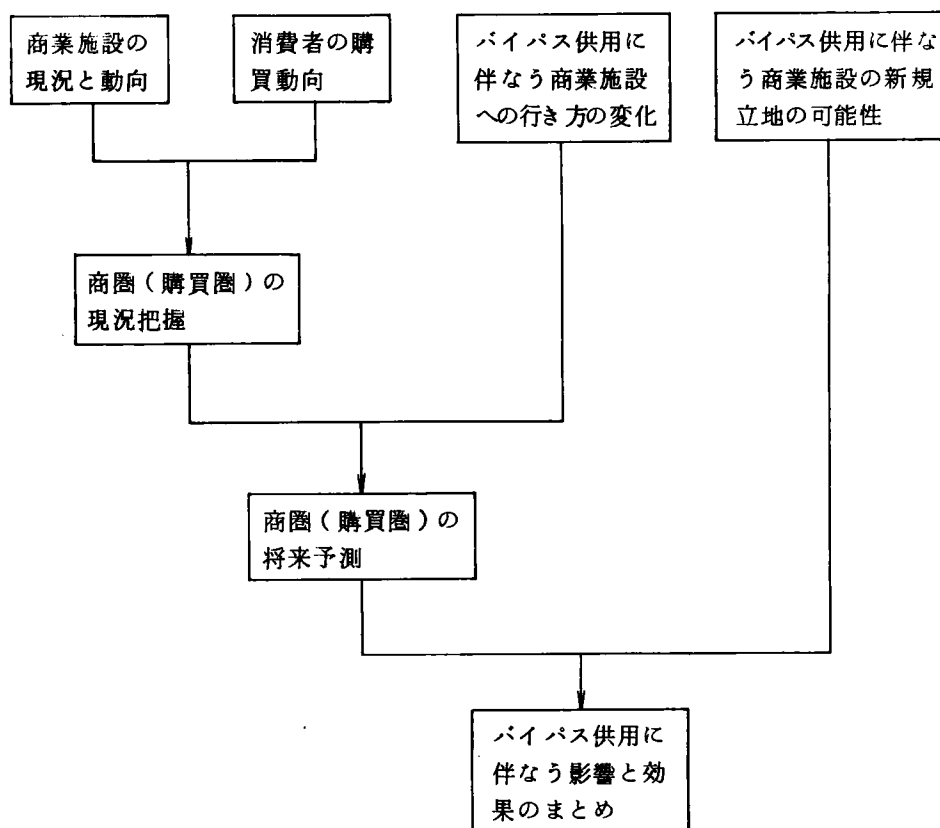 商業施設の
現況と動向
消費者の購
買動向
バイパス供用に
伴なう商業施設
への行き方の変化
バイパス供用に伴な
う商業施設の新規
立地の可能性
商圏（購買圏）の
現況把握
商圏（購買圏）の
将来予測
バイパス供用に
伴なう影響と効
果のまとめ